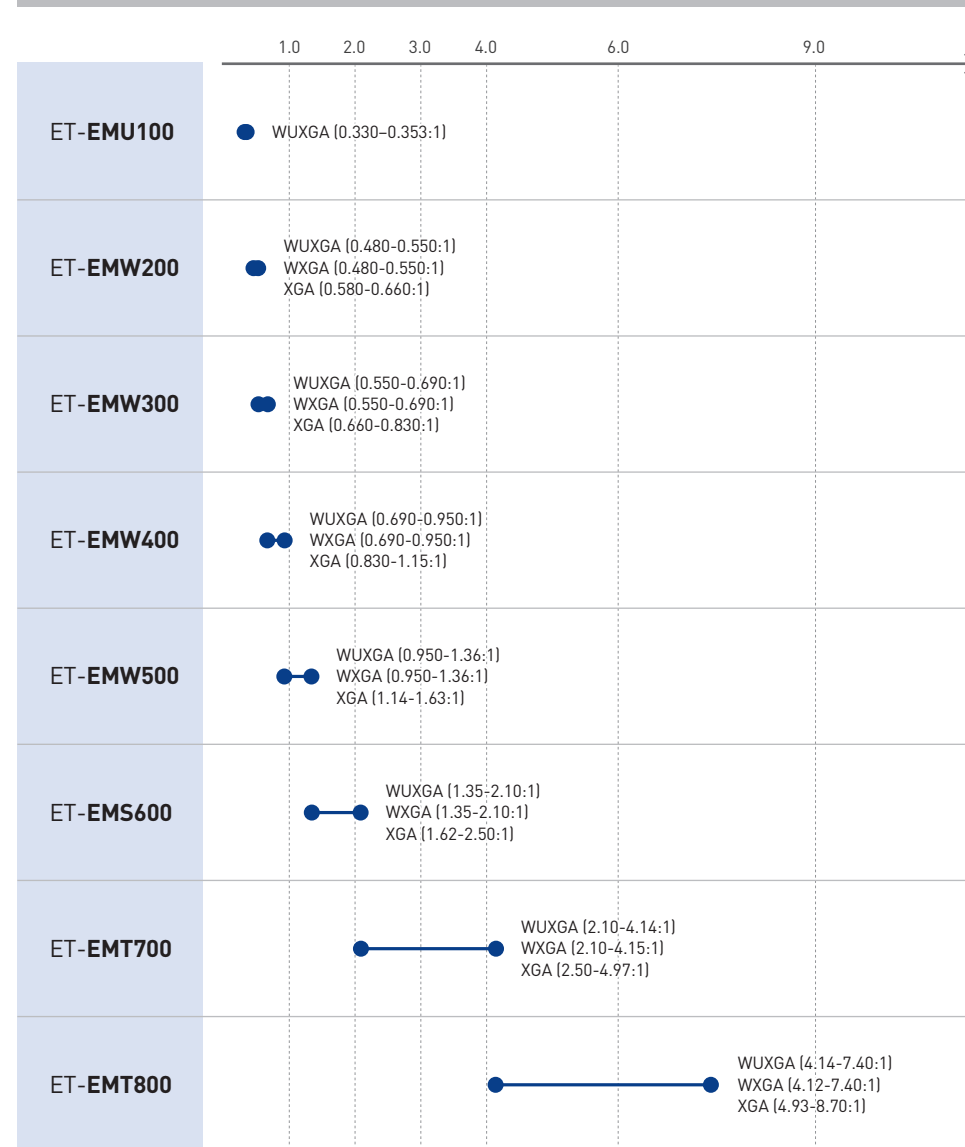 1.0 2.0 3.0 4.0 6.0 9.0
ET-EMU100
WUXGA (0.330–0.353:1)
ET-EMW200
WUXGA (0.480-0.550:1)
WXGA (0.480-0.550:1)
XGA (0.580-0.660:1)
ET-EMW300
WUXGA (0.550-0.690:1)
WXGA (0.550-0.690:1)
XGA (0.660-0.830:1)
ET-EMW400
WUXGA (0.690-0.950:1)
WXGA (0.690-0.950:1)
XGA (0.830-1.15:1)
ET-EMW500
WUXGA (0.950-1.36:1)
WXGA (0.950-1.36:1)
XGA (1.14-1.63:1)
ET-EMS600
WUXGA (1.35-2.10:1)
WXGA (1.35-2.10:1)
XGA (1.62-2.50:1)
ET-EMT700
WUXGA (2.10-4.14:1)
WXGA (2.10-4.15:1)
XGA (2.50-4.97:1)
ET-EMT800
WUXGA (4.14-7.40:1)
WXGA (4.12-7.40:1)
XGA (4.93-8.70:1)